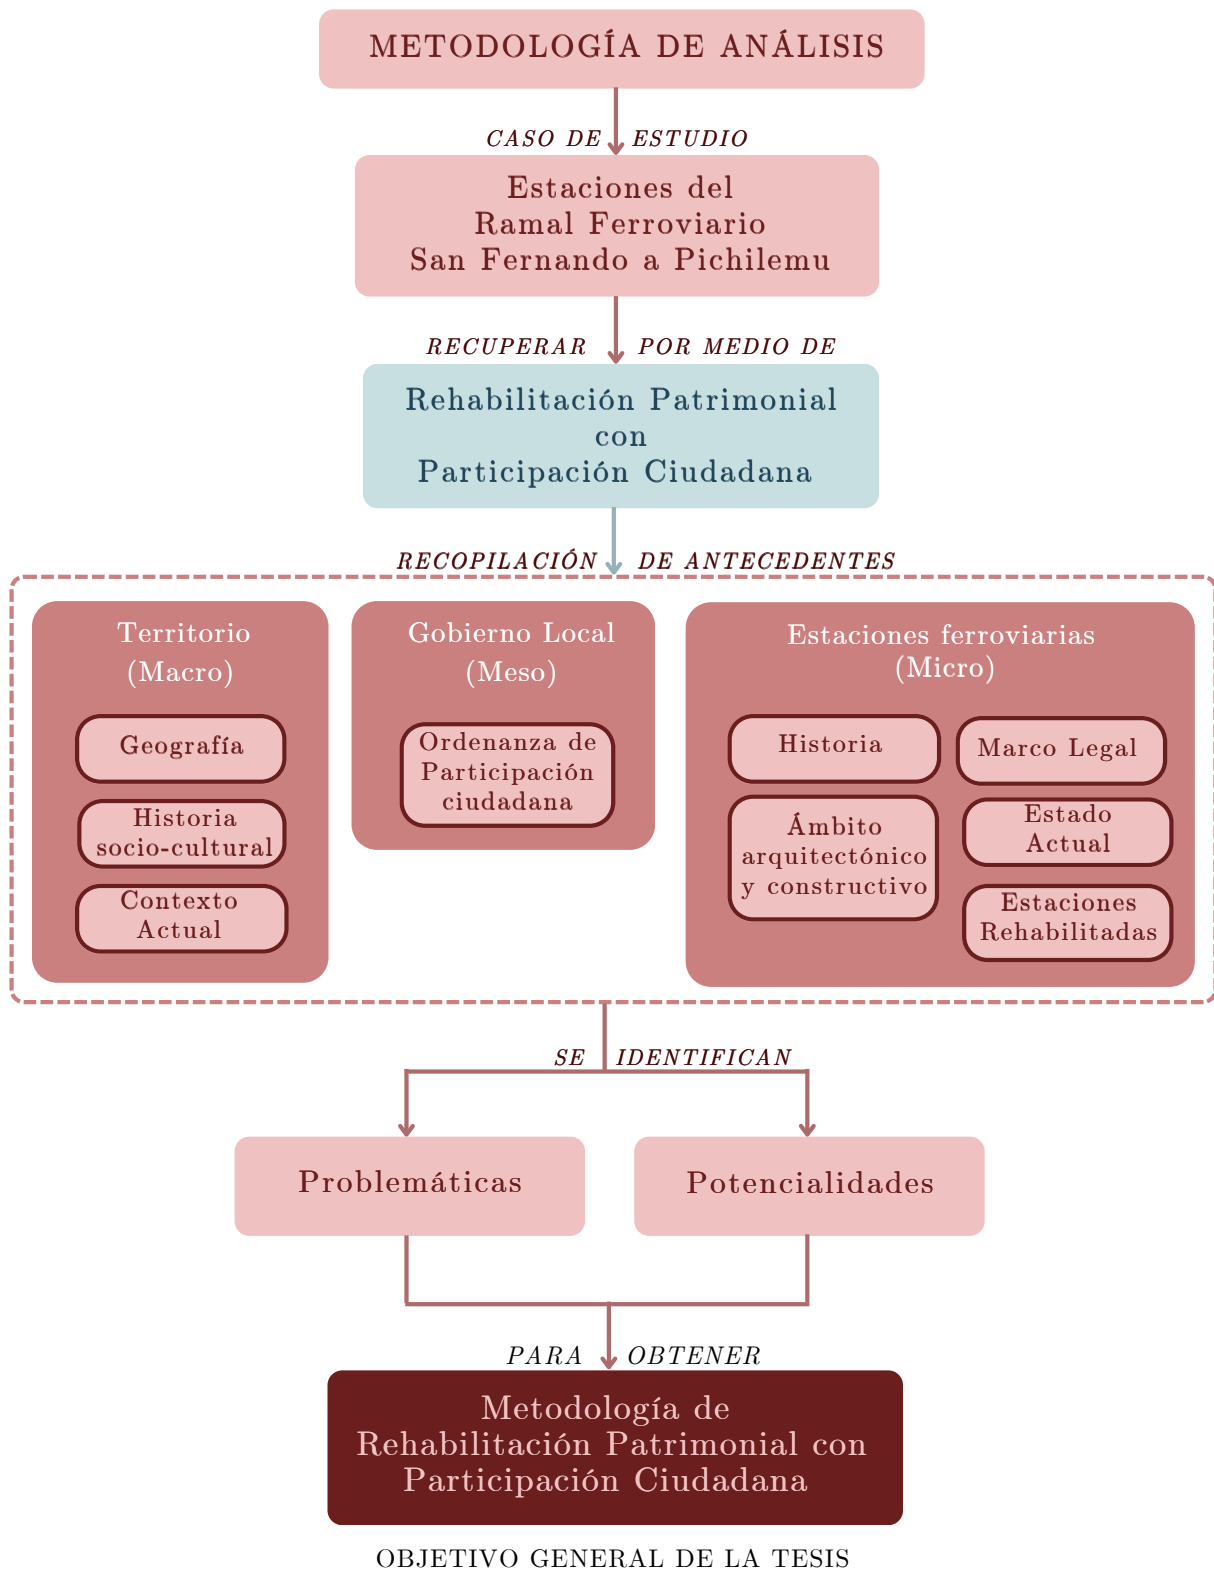 METODOLOGÍA DE ANÁLISIS
CASO DE ESTUDIO
Estaciones del
Ramal Ferroviario
San Fernando a Pichilemu
RECUPERAR POR MEDIO DE
Rehabilitación Patrimonial
con
Participación Ciudadana
RECOPILACIÓN DE ANTECEDENTES
Territorio
(Macro)
Geografía
Historia
socio-cultural
Contexto
Actual
Gobierno Local
(Meso)
Ordenanza de
Participación
ciudadana
Estaciones ferroviarias
(Micro)
Historia
Ámbito
arquitectónico
y constructivo
Marco Legal
Estado
Actual
Estaciones
Rehabilitadas
SE IDENTIFICAN
Problemáticas
Potencialidades
PARA OBTENER
Metodología de
Rehabilitación Patrimonial con
Participación Ciudadana
OBJETIVO GENERAL DE LA TESIS